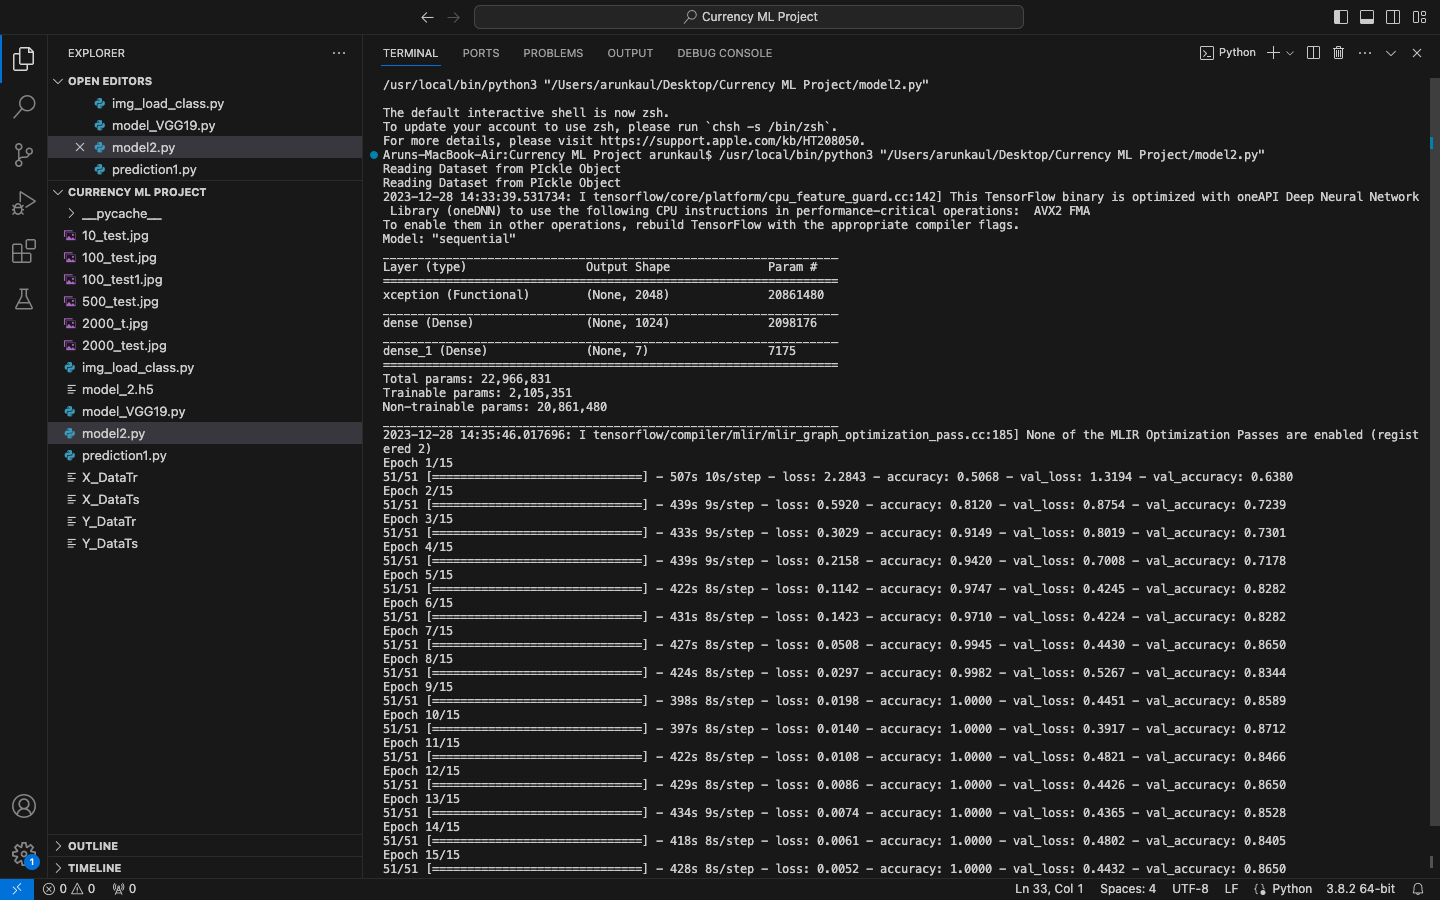 Currency ML Project
EXPLORER
OPEN EDITORS
img_load_class.py
model_VGG19.py
model2.py
prediction1.py
CURRENCY ML PROJECT
__pycache__
10_test.jpg
100_test.jpg
100_test1.jpg
500_test.jpg
2000_t.jpg
2000_test.jpg
img_load_class.py
model_2.h5
model_VGG19.py
model2.py
prediction1.py
X_DataTr
X_DataTs
Y_DataTr
Y_DataTs
OUTLINE
TIMELINE
1
TERMINAL PORTS PROBLEMS OUTPUT DEBUG CONSOLE
Python
/usr/local/bin/python3 "/Users/arunkaul/Desktop/Currency ML Project/model2.py"
The default interactive shell is now zsh.
To update your account to use zsh, please run `chsh -s /bin/zsh`.
For more details, please visit https://support.apple.com/kb/HT208050.
Aruns-MacBook-Air:Currency ML Project arunkaul$ /usr/local/bin/python3 "/Users/arunkaul/Desktop/Currency ML Project/model2.py"
Reading Dataset from PIckle Object
Reading Dataset from PIckle Object
2023-12-28 14:33:39.531734: I tensorflow/core/platform/cpu_feature_guard.cc:142] This TensorFlow binary is optimized with oneAPI Deep Neural Network
Library (oneDNN) to use the following CPU instructions in performance-critical operations:  AVX2 FMA
To enable them in other operations, rebuild TensorFlow with the appropriate compiler flags.
Model: "sequential"
_________________________________________________________________
Layer (type)                 Output Shape              Param #
=================================================================
xception (Functional)        (None, 2048)              20861480
_________________________________________________________________
dense (Dense)                (None, 1024)              2098176
_________________________________________________________________
dense_1 (Dense)              (None, 7)                 7175
=================================================================
Total params: 22,966,831
Trainable params: 2,105,351
Non-trainable params: 20,861,480
_________________________________________________________________
2023-12-28 14:35:46.017696: I tensorflow/compiler/mlir/mlir_graph_optimization_pass.cc:185] None of the MLIR Optimization Passes are enabled (regist
ered 2)
Epoch 1/15
51/51 [==============================] - 507s 10s/step - loss: 2.2843 - accuracy: 0.5068 - val_loss: 1.3194 - val_accuracy: 0.6380
Epoch 2/15
51/51 [==============================] - 439s 9s/step - loss: 0.5920 - accuracy: 0.8120 - val_loss: 0.8754 - val_accuracy: 0.7239
Epoch 3/15
51/51 [==============================] - 433s 9s/step - loss: 0.3029 - accuracy: 0.9149 - val_loss: 0.8019 - val_accuracy: 0.7301
Epoch 4/15
51/51 [==============================] - 439s 9s/step - loss: 0.2158 - accuracy: 0.9420 - val_loss: 0.7008 - val_accuracy: 0.7178
Epoch 5/15
51/51 [==============================] - 422s 8s/step - loss: 0.1142 - accuracy: 0.9747 - val_loss: 0.4245 - val_accuracy: 0.8282
Epoch 6/15
51/51 [==============================] - 431s 8s/step - loss: 0.1423 - accuracy: 0.9710 - val_loss: 0.4224 - val_accuracy: 0.8282
Epoch 7/15
51/51 [==============================] - 427s 8s/step - loss: 0.0508 - accuracy: 0.9945 - val_loss: 0.4430 - val_accuracy: 0.8650
Epoch 8/15
51/51 [==============================] - 424s 8s/step - loss: 0.0297 - accuracy: 0.9982 - val_loss: 0.5267 - val_accuracy: 0.8344
Epoch 9/15
51/51 [==============================] - 398s 8s/step - loss: 0.0198 - accuracy: 1.0000 - val_loss: 0.4451 - val_accuracy: 0.8589
Epoch 10/15
51/51 [==============================] - 397s 8s/step - loss: 0.0140 - accuracy: 1.0000 - val_loss: 0.3917 - val_accuracy: 0.8712
Epoch 11/15
51/51 [==============================] - 422s 8s/step - loss: 0.0108 - accuracy: 1.0000 - val_loss: 0.4821 - val_accuracy: 0.8466
Epoch 12/15
51/51 [==============================] - 429s 8s/step - loss: 0.0086 - accuracy: 1.0000 - val_loss: 0.4426 - val_accuracy: 0.8650
Epoch 13/15
51/51 [==============================] - 434s 9s/step - loss: 0.0074 - accuracy: 1.0000 - val_loss: 0.4365 - val_accuracy: 0.8528
Epoch 14/15
51/51 [==============================] - 418s 8s/step - loss: 0.0061 - accuracy: 1.0000 - val_loss: 0.4802 - val_accuracy: 0.8405
Epoch 15/15
51/51 [==============================] - 428s 8s/step - loss: 0.0052 - accuracy: 1.0000 - val_loss: 0.4432 - val_accuracy: 0.8650
0 0 0 Ln 33, Col 1 Spaces: 4 UTF-8 LF Python 3.8.2 64-bit